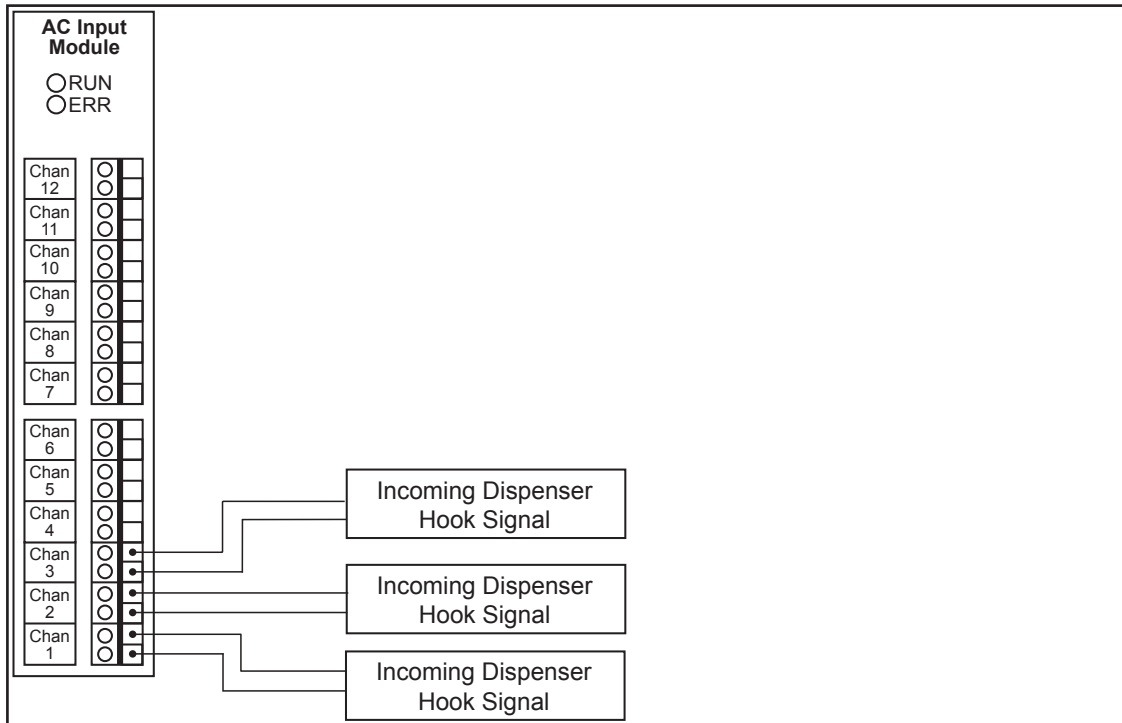 AC Input
Module
RUN
ERR
Chan
12
Chan
11
Chan
10
Chan
9
Chan
8
Chan
7
Chan
6
Chan
5
Chan
4
Chan
3
Chan
2
Chan
1
Incoming Dispenser
Hook Signal
Incoming Dispenser
Hook Signal
Incoming Dispenser
Hook Signal